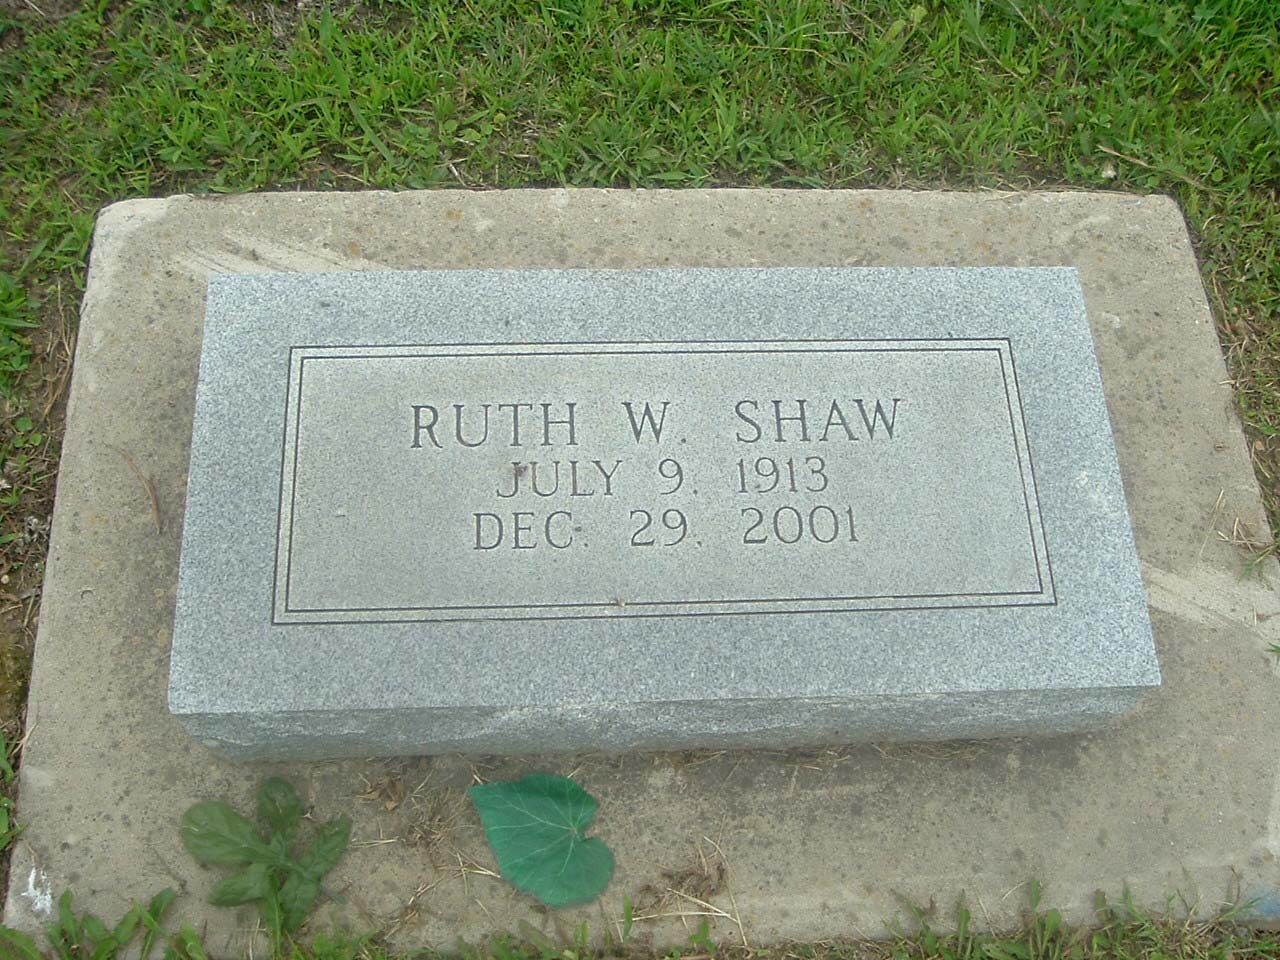 RUTH W. SHAW
JULY 9. 1913
DEC. 29. 2001